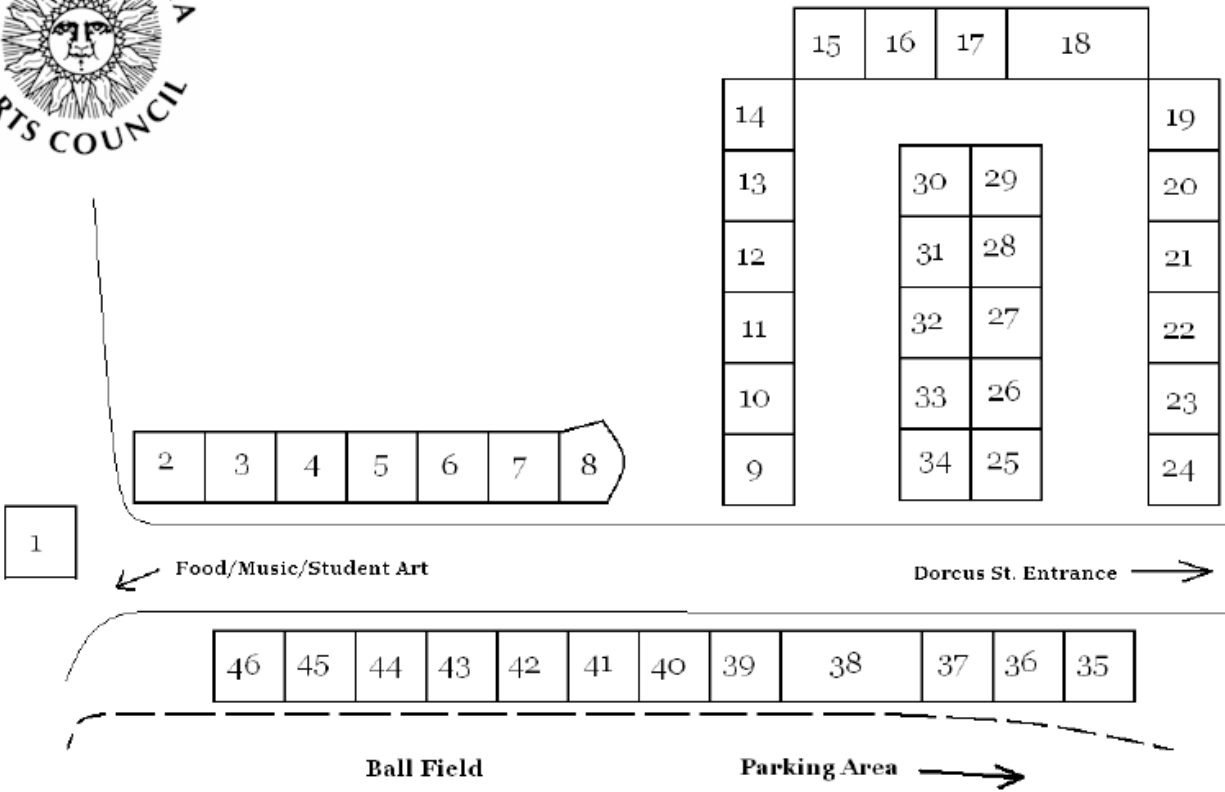 A
RTS COUNCIL
15 16 17 18
14 19
13 30 29 20
12 31 28 21
11 32 27 22
10 33 26 23
2 3 4 5 6 7 8 9 34 25 24
1
Food/Music/Student Art
Dorcus St. Entrance
46 45 44 43 42 41 40 39 38 37 36 35
Ball Field
Parking Area